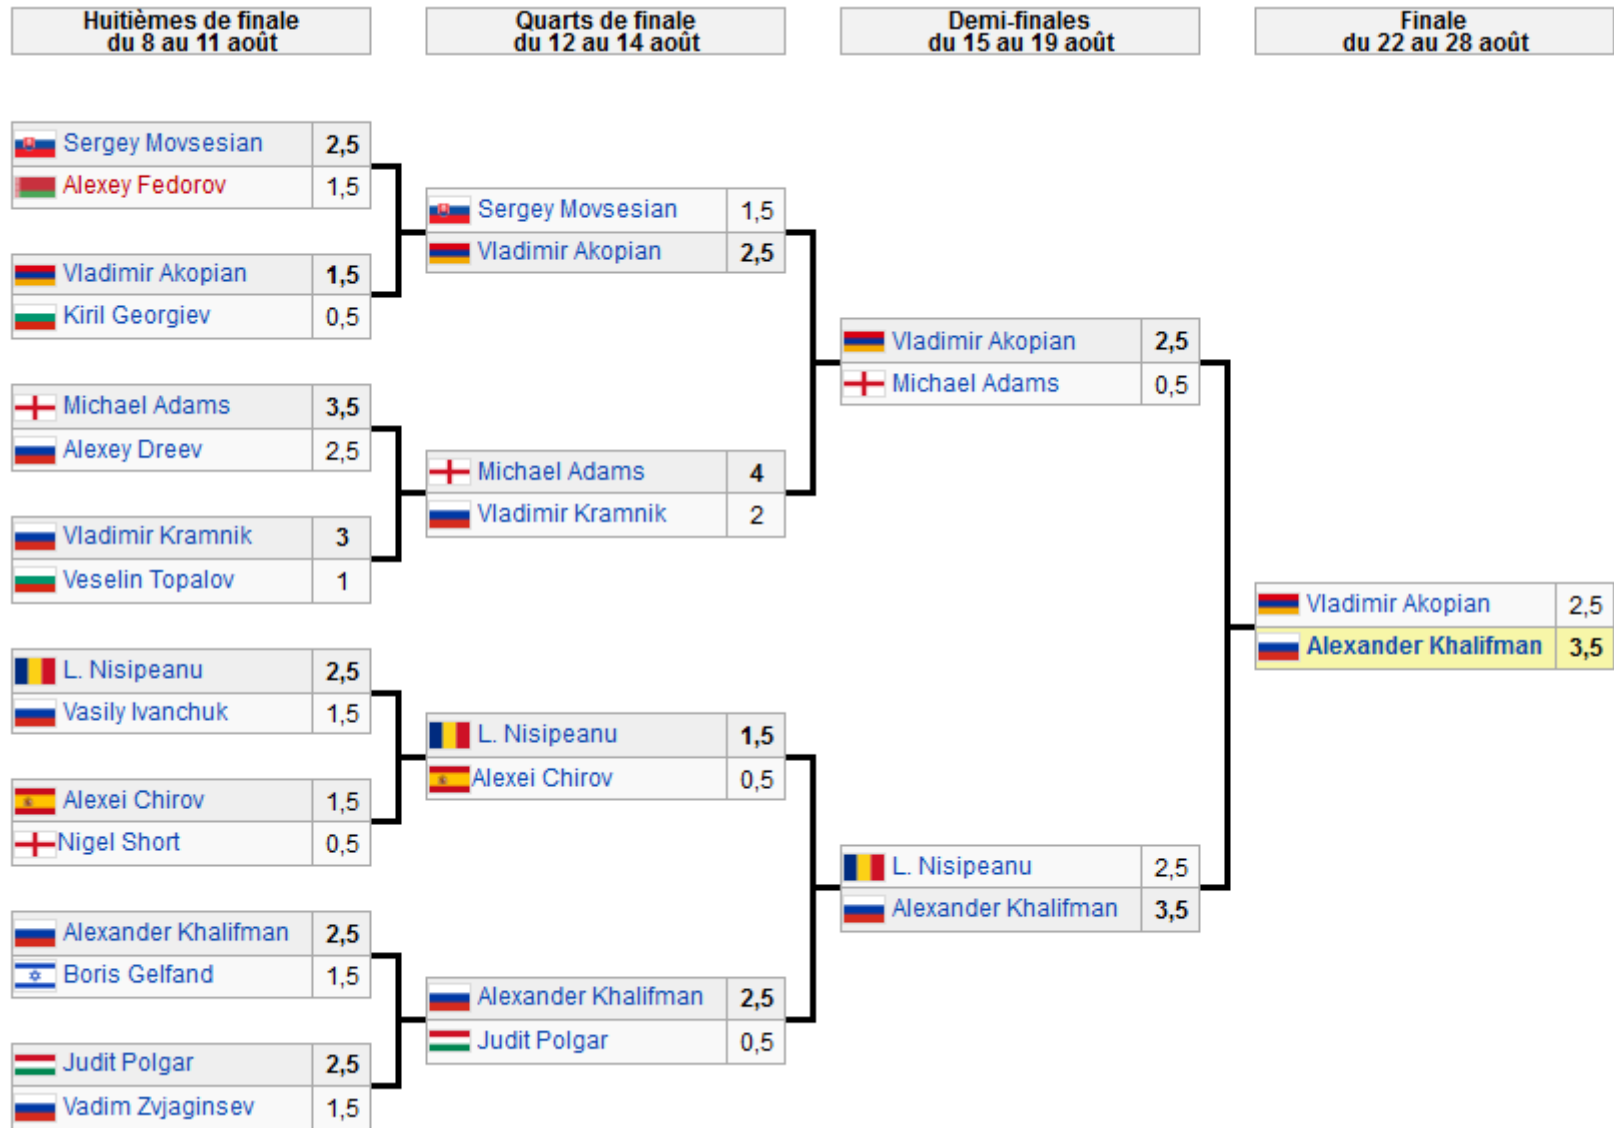 Huitièmes de finale
du 8 au 11 août
Quarts de finale
du 12 au 14 août
Demi-finales
du 15 au 19 août
Finale
du 22 au 28 août
Sergey Movsesian 2,5
Alexey Fedorov 1,5
Vladimir Akopian 1,5
Kiril Georgiev 0,5
Michael Adams 3,5
Alexey Dreev 2,5
Vladimir Kramnik 3
Veselin Topalov 1
L. Nisipeanu 2,5
Vasily Ivanchuk 1,5
Alexei Chirov 1,5
Nigel Short 0,5
Alexander Khalifman 2,5
Boris Gelfand 1,5
Judit Polgar 2,5
Vadim Zvjaginsev 1,5
Sergey Movsesian 1,5
Vladimir Akopian 2,5
Michael Adams 4
Vladimir Kramnik 2
L. Nisipeanu 1,5
Alexei Chirov 0,5
Alexander Khalifman 2,5
Judit Polgar 0,5
Vladimir Akopian 2,5
Michael Adams 0,5
L. Nisipeanu 2,5
Alexander Khalifman 3,5
Vladimir Akopian 2,5
Alexander Khalifman 3,5